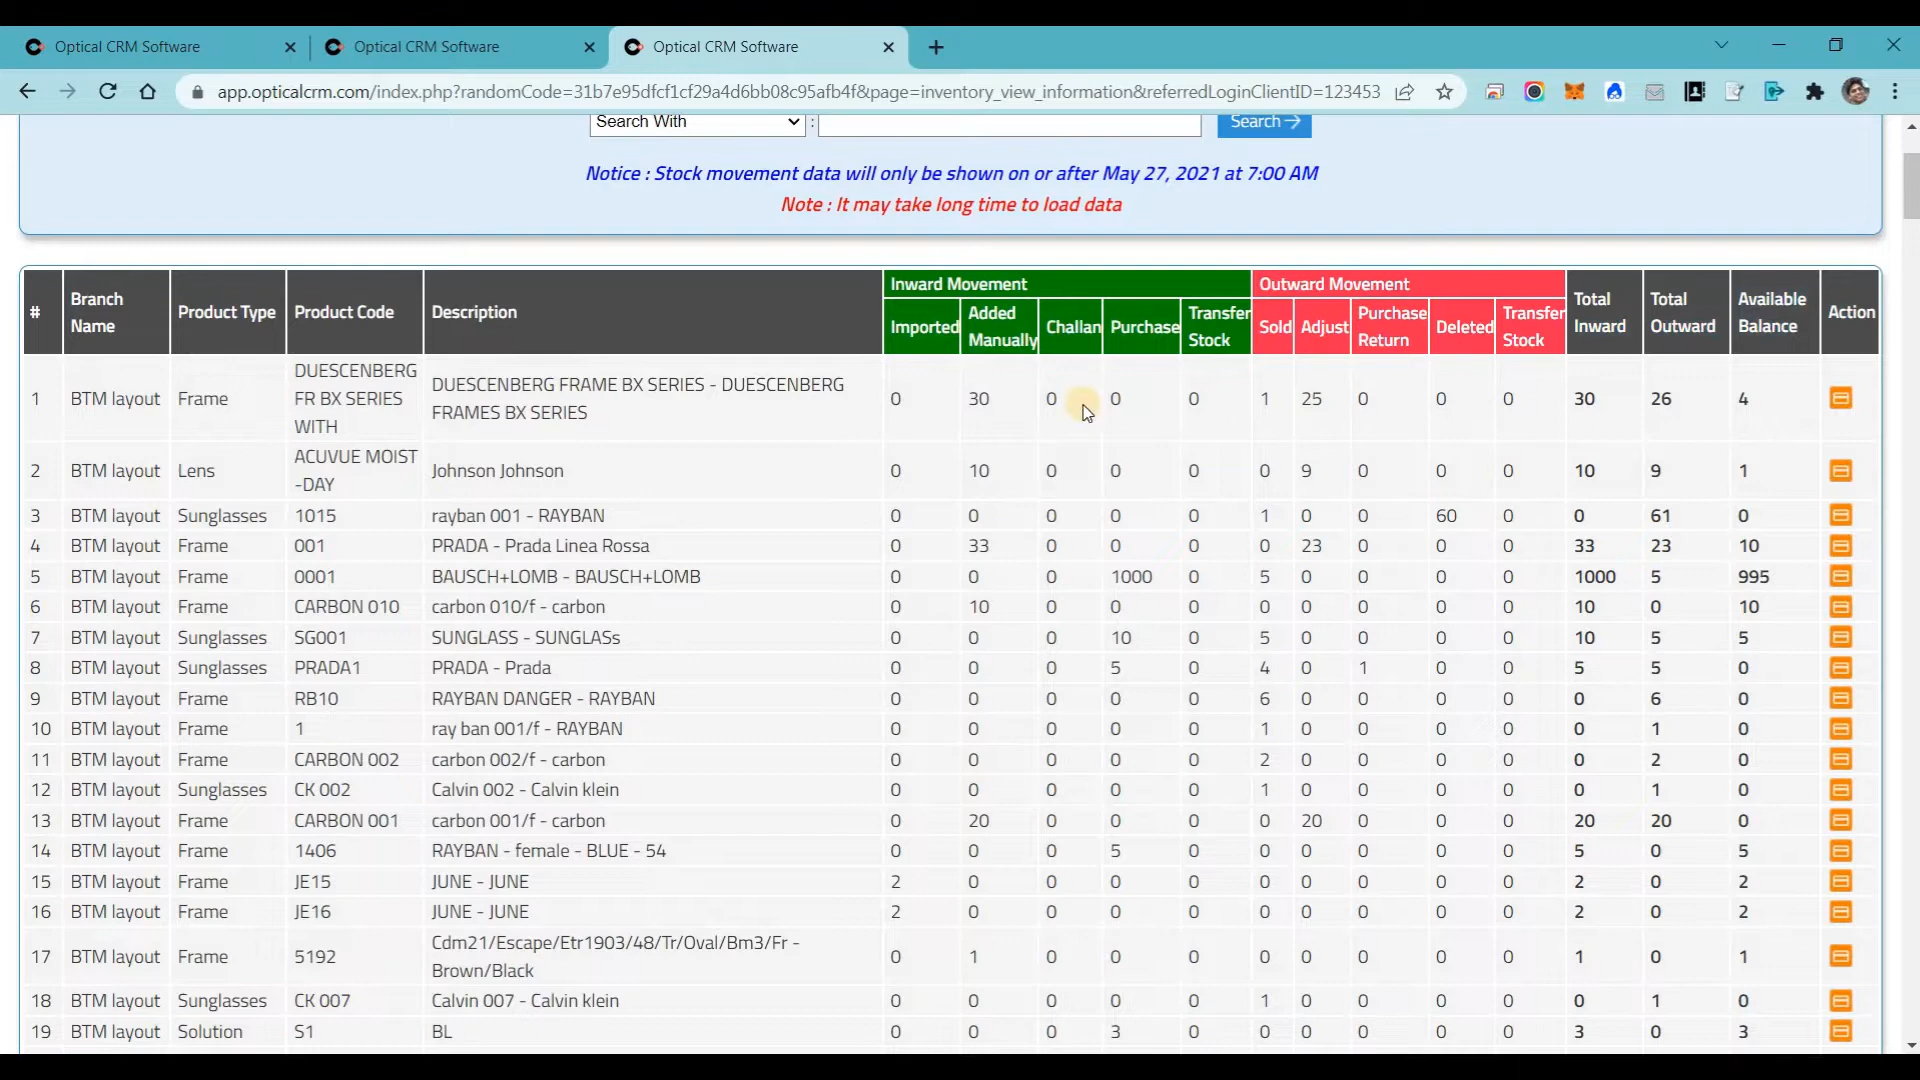 Optical CRM Software Optical CRM Software Optical CRM Software
app.opticalcrm.com/index.php?randomCode=31b7e95dfcf1cf29a4d6bb08c95afb4f&page=inventory_view_information&referredLoginClientID=123453
Search With : Search
Notice : Stock movement data will only be shown on or after May 27, 2021 at 7:00 AM
Note : It may take long time to load data
# Branch Name Product Type Product Code Description Inward Movement Outward Movement Total Inward Total Outward Available Balance Action
Imported Added Manually Challan Purchase Transfer Stock Sold Adjust Purchase Return Deleted Transfer Stock
1 BTM layout Frame DUESCENBERG FR BX SERIES WITH DUESCENBERG FRAME BX SERIES - DUESCENBERG FRAMES BX SERIES 0 30 0 0 0 1 25 0 0 0 30 26 4
2 BTM layout Lens ACUVUE MOIST -DAY Johnson Johnson 0 10 0 0 0 0 9 0 0 0 10 9 1
3 BTM layout Sunglasses 1015 rayban 001 - RAYBAN 0 0 0 0 0 1 0 0 60 0 0 61 0
4 BTM layout Frame 001 PRADA - Prada Linea Rossa 0 33 0 0 0 0 23 0 0 0 33 23 10
5 BTM layout Frame 0001 BAUSCH+LOMB - BAUSCH+LOMB 0 0 0 1000 0 5 0 0 0 0 1000 5 995
6 BTM layout Frame CARBON 010 carbon 010/f - carbon 0 10 0 0 0 0 0 0 0 0 10 0 10
7 BTM layout Sunglasses SG001 SUNGLASS - SUNGLASs 0 0 0 10 0 5 0 0 0 0 10 5 5
8 BTM layout Sunglasses PRADA1 PRADA - Prada 0 0 0 5 0 4 0 1 0 0 5 5 0
9 BTM layout Frame RB10 RAYBAN DANGER - RAYBAN 0 0 0 0 0 6 0 0 0 0 0 6 0
10 BTM layout Frame 1 ray ban 001/f - RAYBAN 0 0 0 0 0 1 0 0 0 0 0 1 0
11 BTM layout Frame CARBON 002 carbon 002/f - carbon 0 0 0 0 0 2 0 0 0 0 0 2 0
12 BTM layout Sunglasses CK 002 Calvin 002 - Calvin klein 0 0 0 0 0 1 0 0 0 0 0 1 0
13 BTM layout Frame CARBON 001 carbon 001/f - carbon 0 20 0 0 0 0 20 0 0 0 20 20 0
14 BTM layout Frame 1406 RAYBAN - female - BLUE - 54 0 0 0 5 0 0 0 0 0 0 5 0 5
15 BTM layout Frame JE15 JUNE - JUNE 2 0 0 0 0 0 0 0 0 0 2 0 2
16 BTM layout Frame JE16 JUNE - JUNE 2 0 0 0 0 0 0 0 0 0 2 0 2
17 BTM layout Frame 5192 Cdm21/Escape/Etr1903/48/Tr/Oval/Bm3/Fr - Brown/Black 0 1 0 0 0 0 0 0 0 0 1 0 1
18 BTM layout Sunglasses CK 007 Calvin 007 - Calvin klein 0 0 0 0 0 1 0 0 0 0 0 1 0
19 BTM layout Solution S1 BL 0 0 0 3 0 0 0 0 0 0 3 0 3